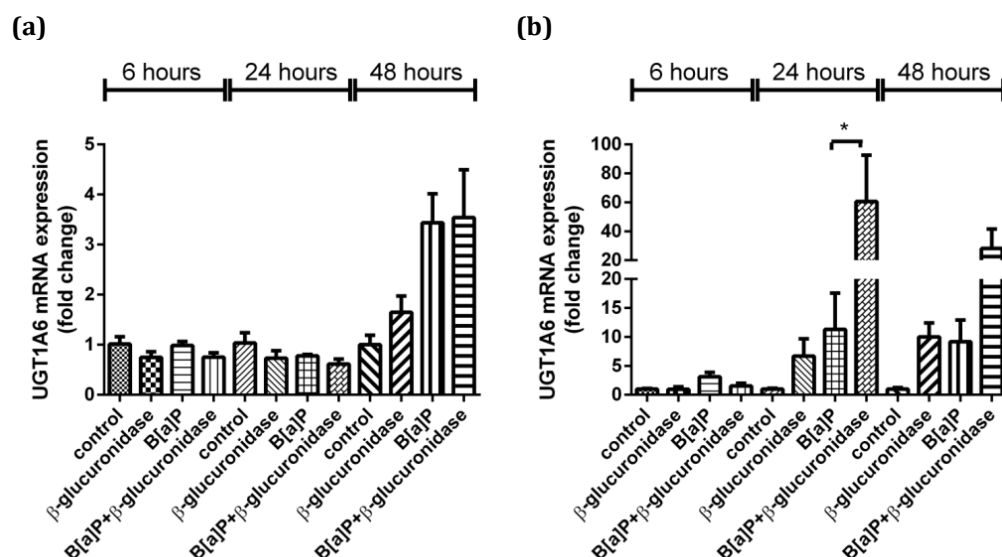 (a)
6 hours 24 hours 48 hours
UGT1A6 mRNA expression
(fold change)
5
4
3
2
1
0
control
β-glucuronidase
B[a]P
B[a]P+β-glucuronidase
control
β-glucuronidase
B[a]P
B[a]P+β-glucuronidase
control
β-glucuronidase
B[a]P
B[a]P+β-glucuronidase
(b)
6 hours 24 hours 48 hours
*
UGT1A6 mRNA expression
(fold change)
100
80
60
40
20
20
15
10
5
0
control
β-glucuronidase
B[a]P
B[a]P+β-glucuronidase
control
β-glucuronidase
B[a]P
B[a]P+β-glucuronidase
control
β-glucuronidase
B[a]P
B[a]P+β-glucuronidase